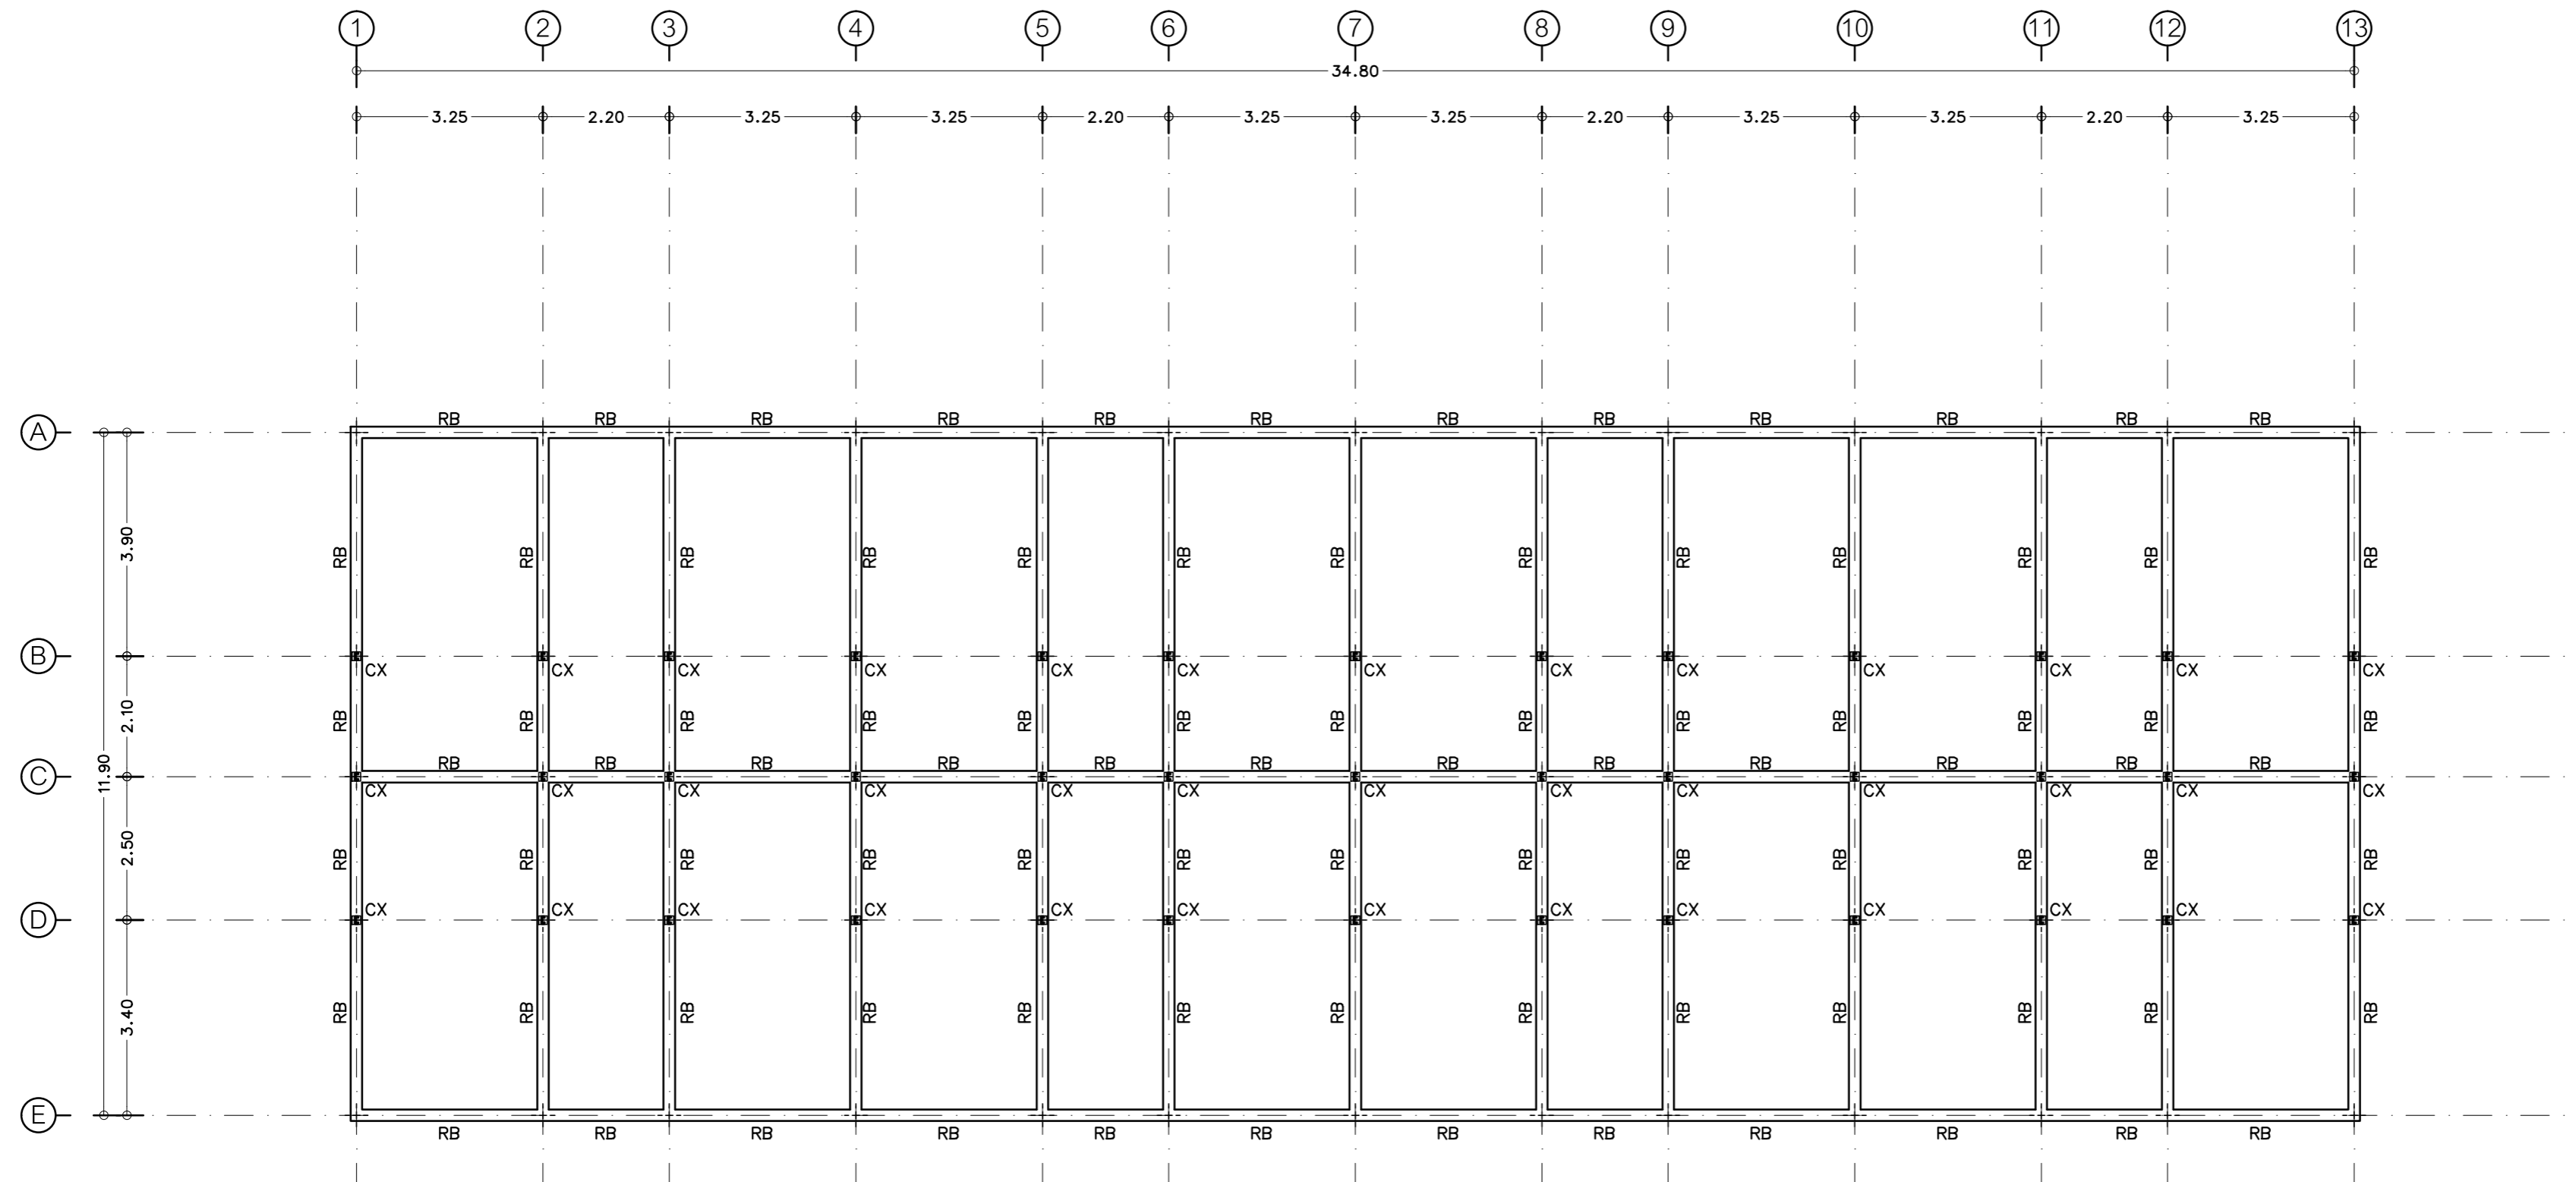 1 2 3 4 5 6 7 8 9 10 11 12 13
34.80
3.25 2.20 3.25 3.25 2.20 3.25 3.25 2.20 3.25 3.25 2.20 3.25
RB RB RB RB RB RB RB RB RB RB RB RB
A
3.90
RB RB RB RB RB RB RB RB RB RB RB RB RB
B
CX CX CX CX CX CX CX CX CX CX CX CX CX
2.10
RB RB RB RB RB RB RB RB RB RB RB RB RB
RB RB RB RB RB RB RB RB RB RB RB RB
C
11.90
CX CX CX CX CX CX CX CX CX CX CX CX CX
2.50
RB RB RB RB RB RB RB RB RB RB RB RB RB
CX CX CX CX CX CX CX CX CX CX CX CX CX
D
3.40
RB RB RB RB RB RB RB RB RB RB RB RB RB
E
RB RB RB RB RB RB RB RB RB RB RB RB